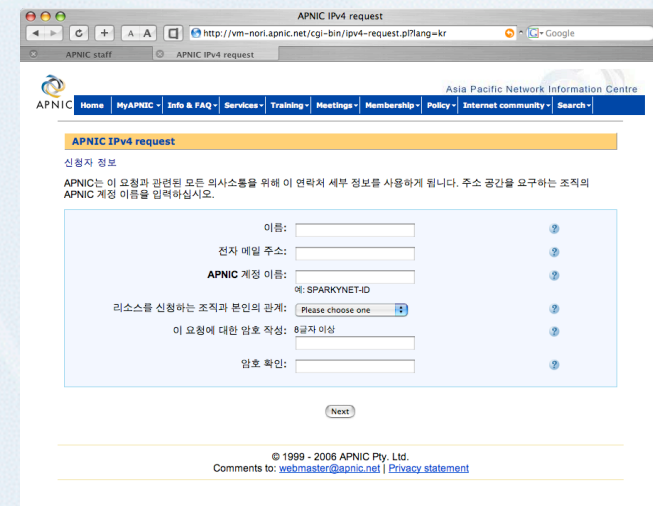 APNIC IPv4 request
A A
http://vm-nori.apnic.net/cgi-bin/ipv4-request.pl?lang=kr
Google
APNIC staff
APNIC IPv4 request
Asia Pacific Network Information Centre
APNIC
Home MyAPNIC Info & FAQ Services Training Meetings Membership Policy Internet community Search
APNIC IPv4 request
신청자 정보
APNIC는 이 요청과 관련된 모든 의사소통을 위해 이 연락처 세부 정보를 사용하게 됩니다. 주소 공간을 요구하는 조직의
APNIC 계정 이름을 입력하십시오.
이름:
전자 메일 주소:
APNIC 계정 이름:
예: SPARKYNET-ID
리소스를 신청하는 조직과 본인의 관계: Please choose one
이 요청에 대한 암호 작성: 8글자 이상
암호 확인:
Next
© 1999 - 2006 APNIC Pty. Ltd.
Comments to: webmaster@apnic.net | Privacy statement